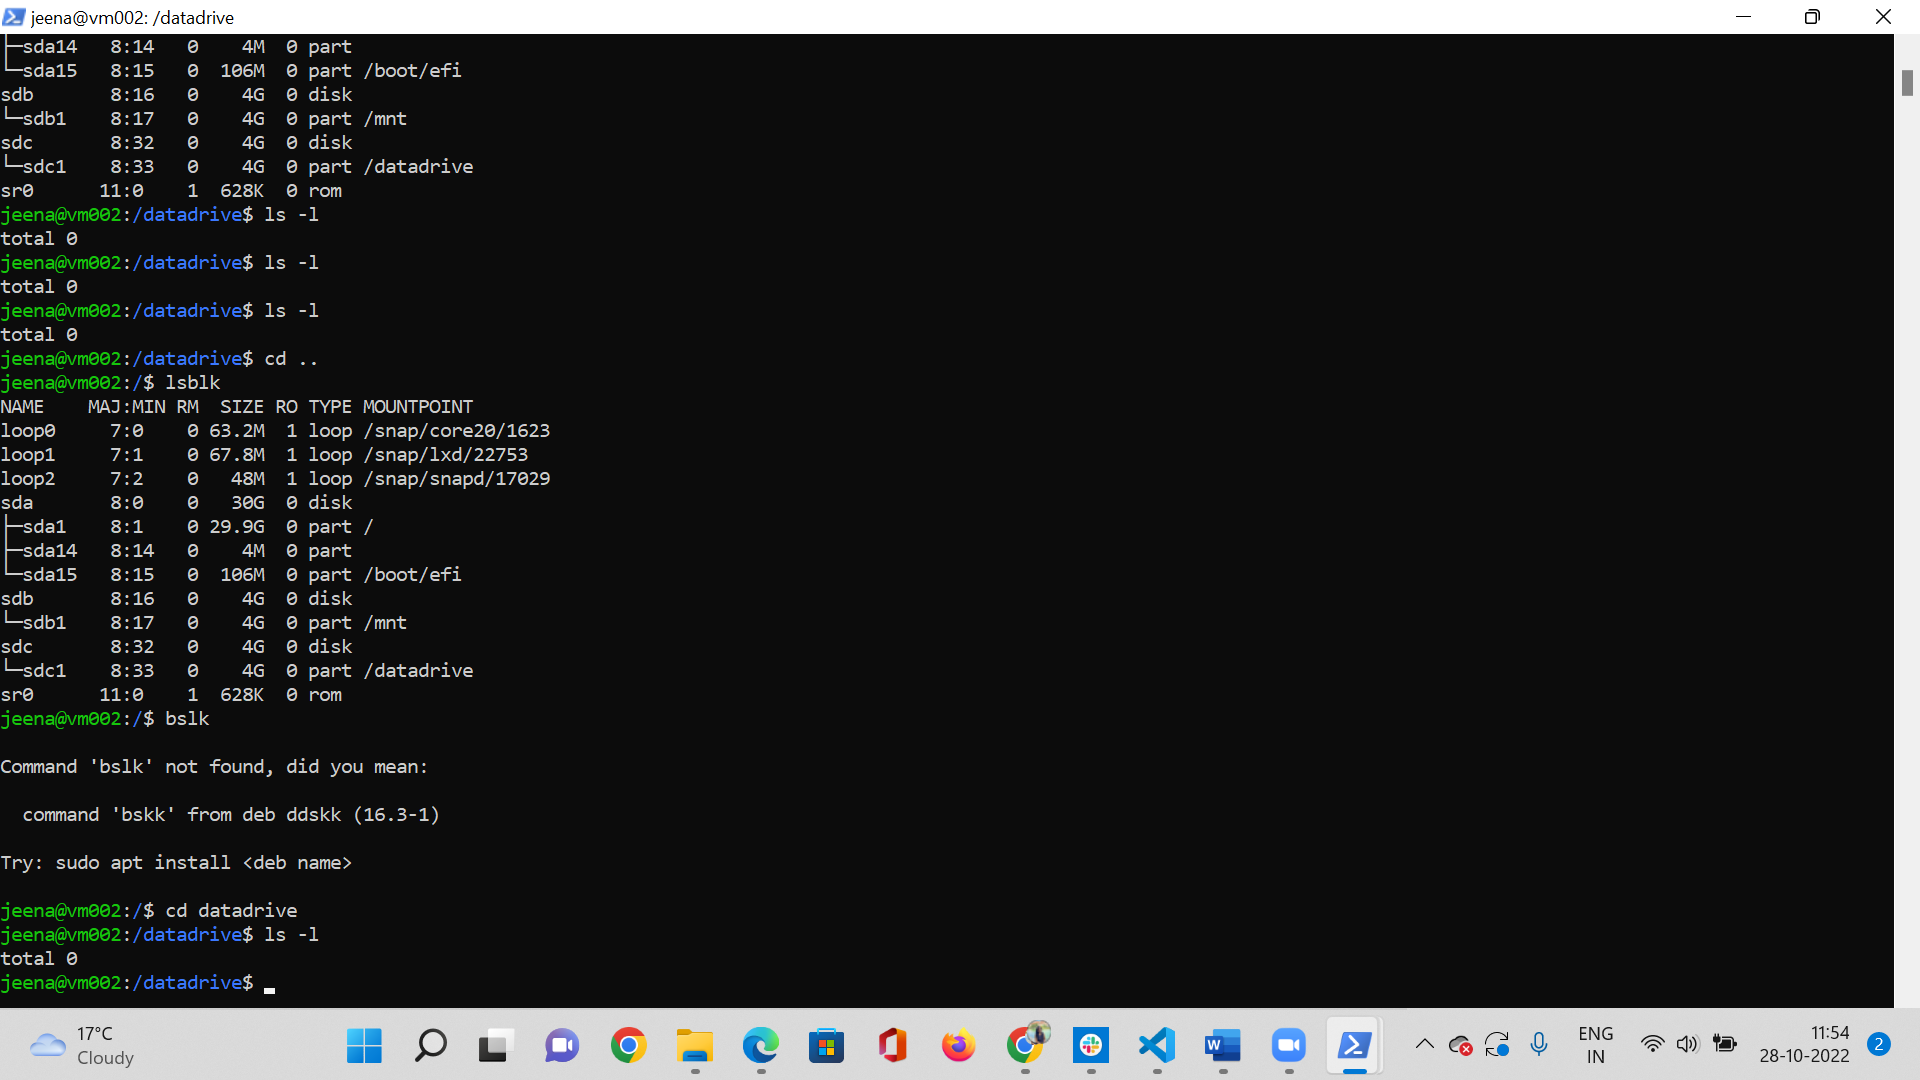 jeena@vm002: /datadrive
├─sda14   8:14   0    4M  0 part
└─sda15   8:15   0  106M  0 part /boot/efi
sdb       8:16   0    4G  0 disk
└─sdb1    8:17   0    4G  0 part /mnt
sdc       8:32   0    4G  0 disk
└─sdc1    8:33   0    4G  0 part /datadrive
sr0      11:0    1  628K  0 rom
jeena@vm002:/datadrive$ ls -l
total 0
jeena@vm002:/datadrive$ ls -l
total 0
jeena@vm002:/datadrive$ ls -l
total 0
jeena@vm002:/datadrive$ cd ..
jeena@vm002:/$ lsblk
NAME    MAJ:MIN RM  SIZE RO TYPE MOUNTPOINT
loop0     7:0    0 63.2M  1 loop /snap/core20/1623
loop1     7:1    0 67.8M  1 loop /snap/lxd/22753
loop2     7:2    0   48M  1 loop /snap/snapd/17029
sda       8:0    0   30G  0 disk
├─sda1    8:1    0 29.9G  0 part /
├─sda14   8:14   0    4M  0 part
└─sda15   8:15   0  106M  0 part /boot/efi
sdb       8:16   0    4G  0 disk
└─sdb1    8:17   0    4G  0 part /mnt
sdc       8:32   0    4G  0 disk
└─sdc1    8:33   0    4G  0 part /datadrive
sr0      11:0    1  628K  0 rom
jeena@vm002:/$ bslk
Command 'bslk' not found, did you mean:
  command 'bskk' from deb ddskk (16.3-1)
Try: sudo apt install <deb name>
jeena@vm002:/$ cd datadrive
jeena@vm002:/datadrive$ ls -l
total 0
jeena@vm002:/datadrive$
17°C
Cloudy
ENG
IN
11:54
28-10-2022
2